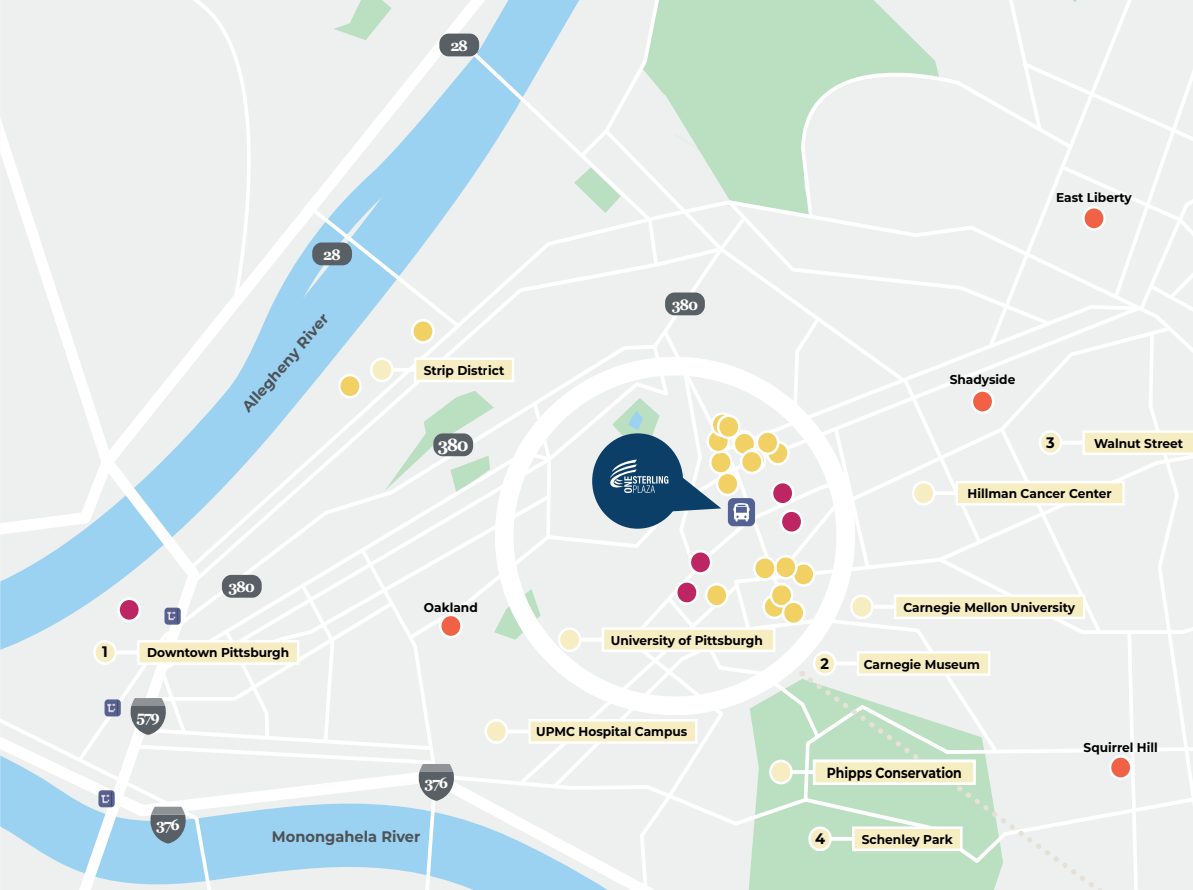 28
East Liberty
28
380
Allegheny River
Strip District
Shadyside
3 Walnut Street
380
ONE STERLING
PLAZA
Hillman Cancer Center
380
Oakland
Carnegie Mellon University
University of Pittsburgh
1 Downtown Pittsburgh
2 Carnegie Museum
579
UPMC Hospital Campus
Squirrel Hill
Phipps Conservation
376
376
Monongahela River
4 Schenley Park